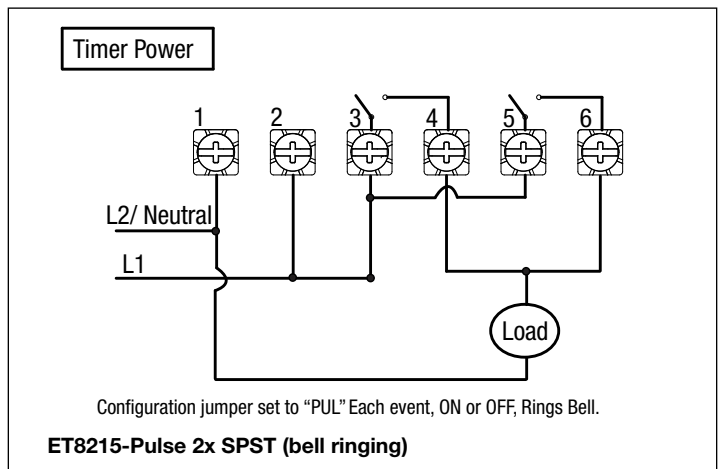 Timer Power
1 2 3 4 5 6
L2/ Neutral
L1
Load
Configuration jumper set to “PUL” Each event, ON or OFF, Rings Bell.
ET8215-Pulse 2x SPST (bell ringing)